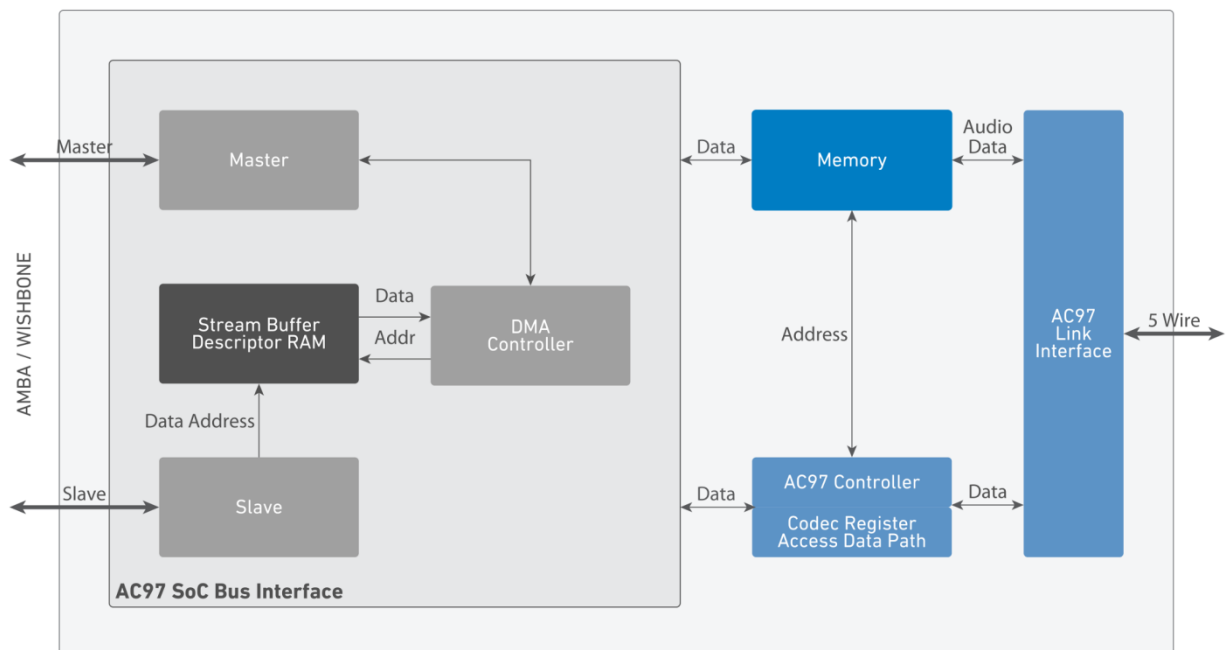 Master
Master
Data
Memory
Audio
Data
AMBA / WISHBONE
Stream Buffer
Descriptor RAM
Data
Addr
DMA
Controller
Address
AC97
Link
Interface
5 Wire
Data Address
Slave
Slave
Data
AC97 Controller
Codec Register
Access Data Path
Data
AC97 SoC Bus Interface